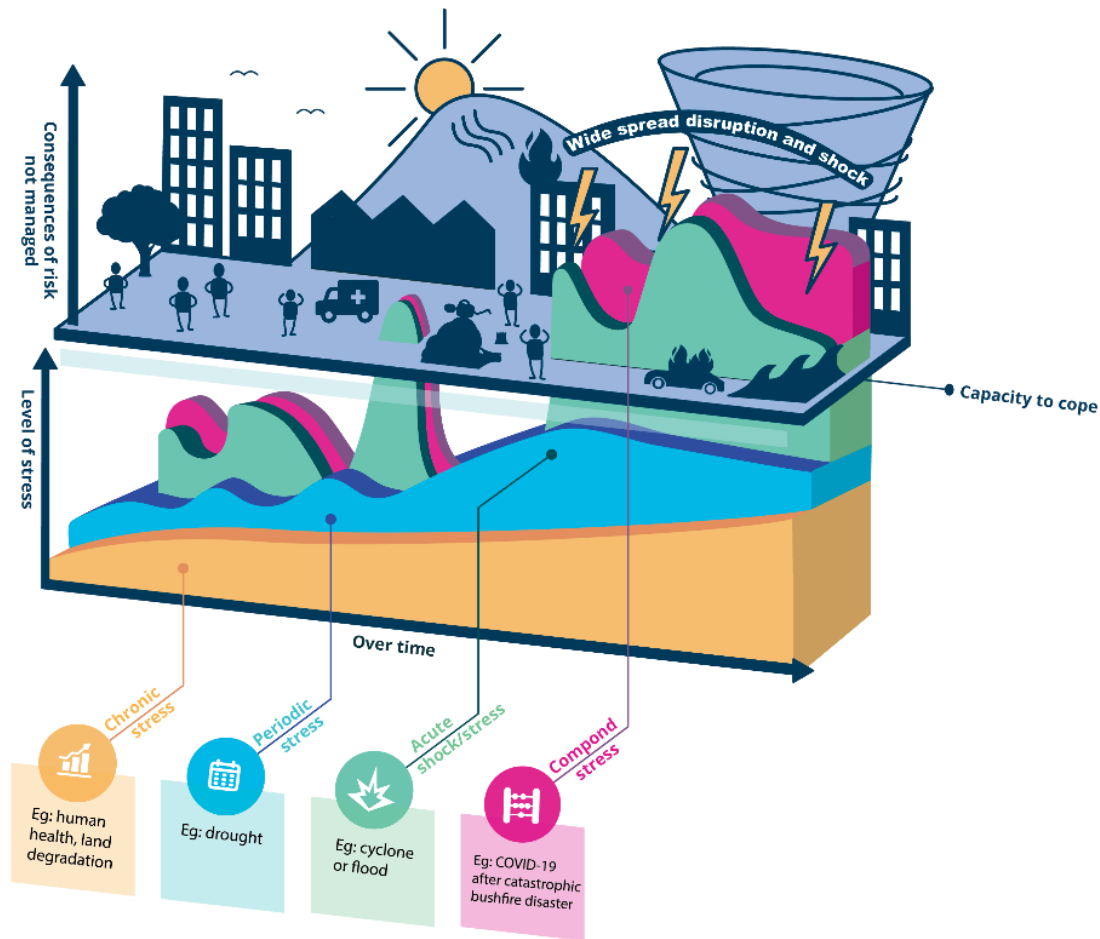 Wide spread disruption and shock
Consequences of risk
not managed
Capacity to cope
Level of stress
Over time
Chronic
stress
Periodic
stress
Acute
shock/stress
Compond
stress
Eg: human
health, land
degradation
Eg: drought
Eg: cyclone
or flood
Eg: COVID-19
after catastrophic
bushfire disaster